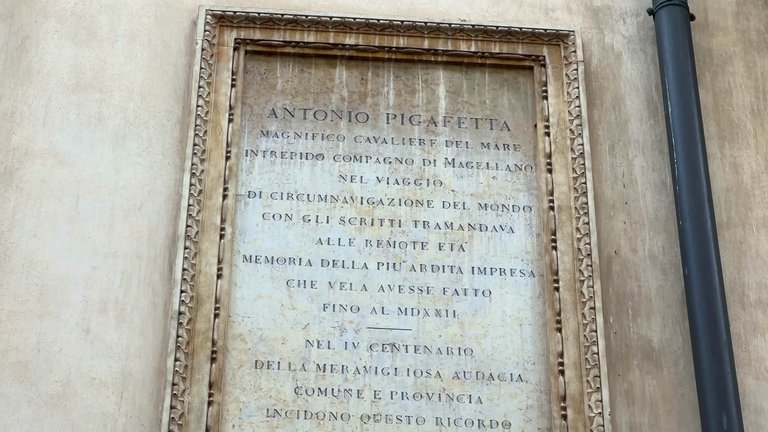 ANTONIO PIGAFETTA
MAGNIFICO CAVALIERE DEL MARE
INTREPIDO COMPAGNO DI MAGELLANO
NEL VIAGGIO
DI CIRCUMNAVIGAZIONE DEL MONDO
CON GLI SCRITTI TRAMANDAVA
ALLE REMOTE ETÀ
MEMORIA DELLA PIU' ARDITA IMPRESA
CHE VELA AVESSE FATTO
FINO AL MDXXII
NEL IV CENTENARIO
DELLA MERAVIGLIOSA AUDACIA
COMUNE E PROVINCIA
INCIDONO QUESTO RICORDO